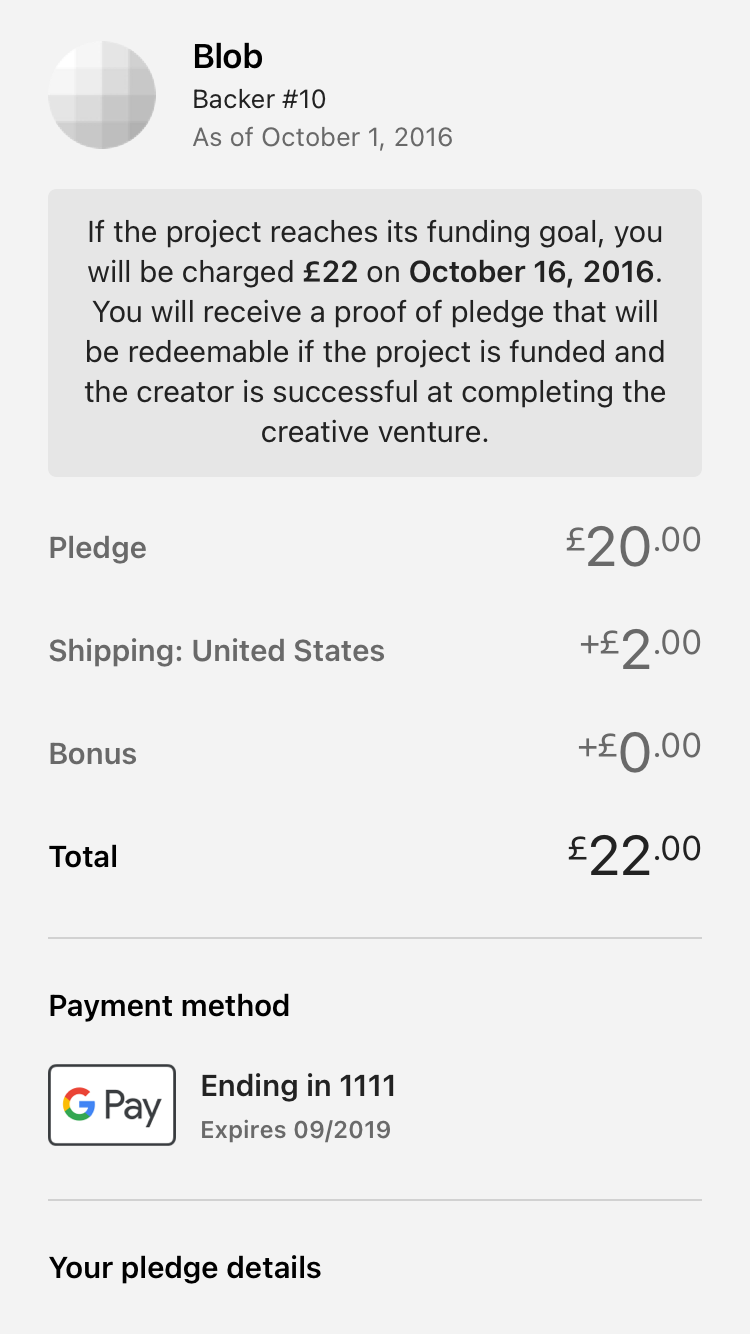 Blob
Backer #10
As of October 1, 2016
If the project reaches its funding goal, you
will be charged £22 on October 16, 2016.
You will receive a proof of pledge that will
be redeemable if the project is funded and
the creator is successful at completing the
creative venture.
Pledge £20.00
Shipping: United States +£2.00
Bonus +£0.00
Total £22.00
Payment method
G Pay
Ending in 1111
Expires 09/2019
Your pledge details